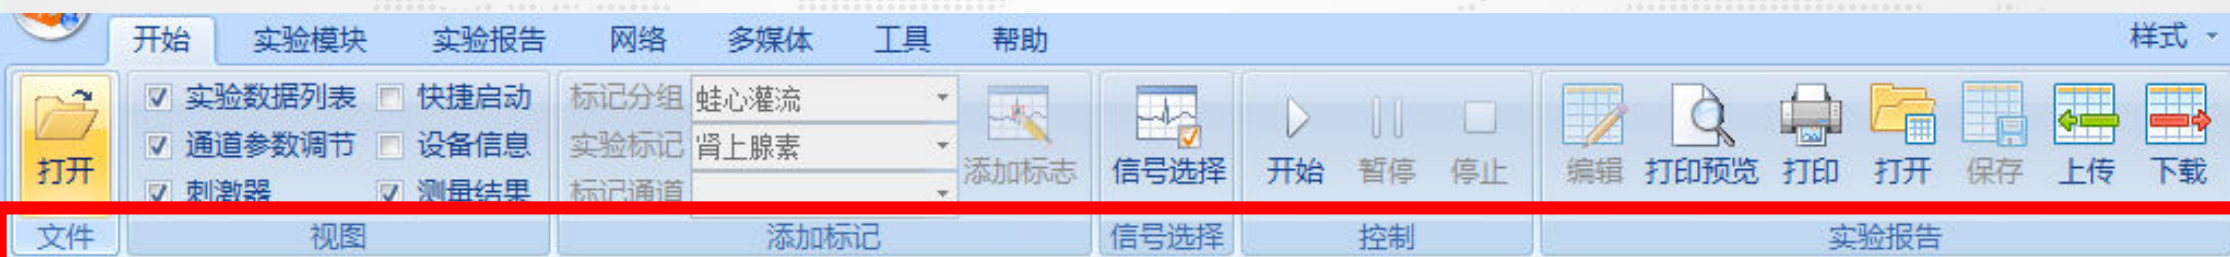 开始 实验模块 实验报告 网络 多媒体 工具 帮助 样式
实验数据列表 快捷启动 标记分组 蛙心灌流
通道参数调节 设备信息 实验标记 肾上腺素
打开 添加标志 信号选择 开始 暂停 停止 编辑 打印预览 打印 打开 保存 上传 下载
刺激器 测量结果 标记通道
文件 视图 添加标记 信号选择 控制 实验报告